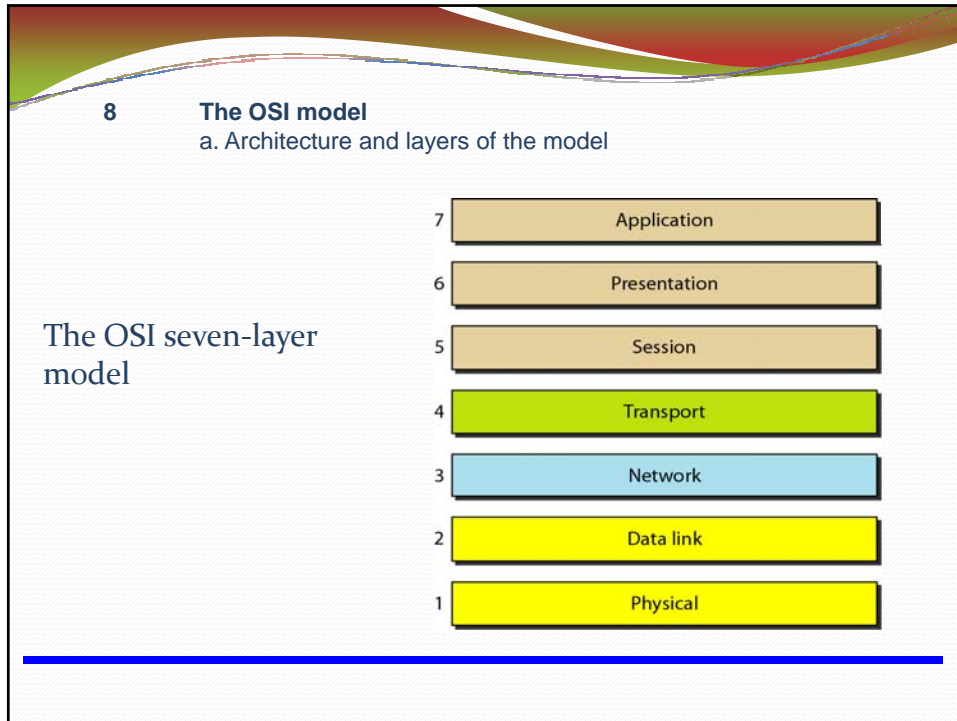 8 The OSI model
a. Architecture and layers of the model
The OSI seven-layer
model
7 Application
6 Presentation
5 Session
4 Transport
3 Network
2 Data link
1 Physical